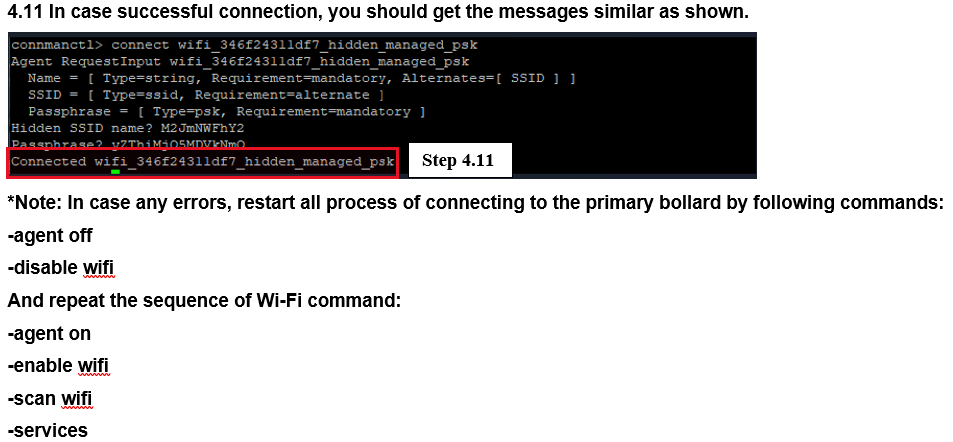 4.11 In case successful connection, you should get the messages similar as shown.
connmanctl> connect wifi_346f24311df7_hidden_managed_psk
Agent RequestInput wifi_346f24311df7_hidden_managed_psk
Name = [ Type=string, Requirement=mandatory, Alternates=[ SSID ] ]
SSID = [ Type=ssid, Requirement=alternate ]
Passphrase = [ Type=psk, Requirement=mandatory ]
Hidden SSID name? M2JmNWFhY2
Passphrase? yZThiMjO5MDVkNmQ
Connected wifi_346f24311df7_hidden_managed_psk
Step 4.11
*Note: In case any errors, restart all process of connecting to the primary bollard by following commands:
-agent off
-disable wifi
And repeat the sequence of Wi-Fi command:
-agent on
-enable wifi
-scan wifi
-services